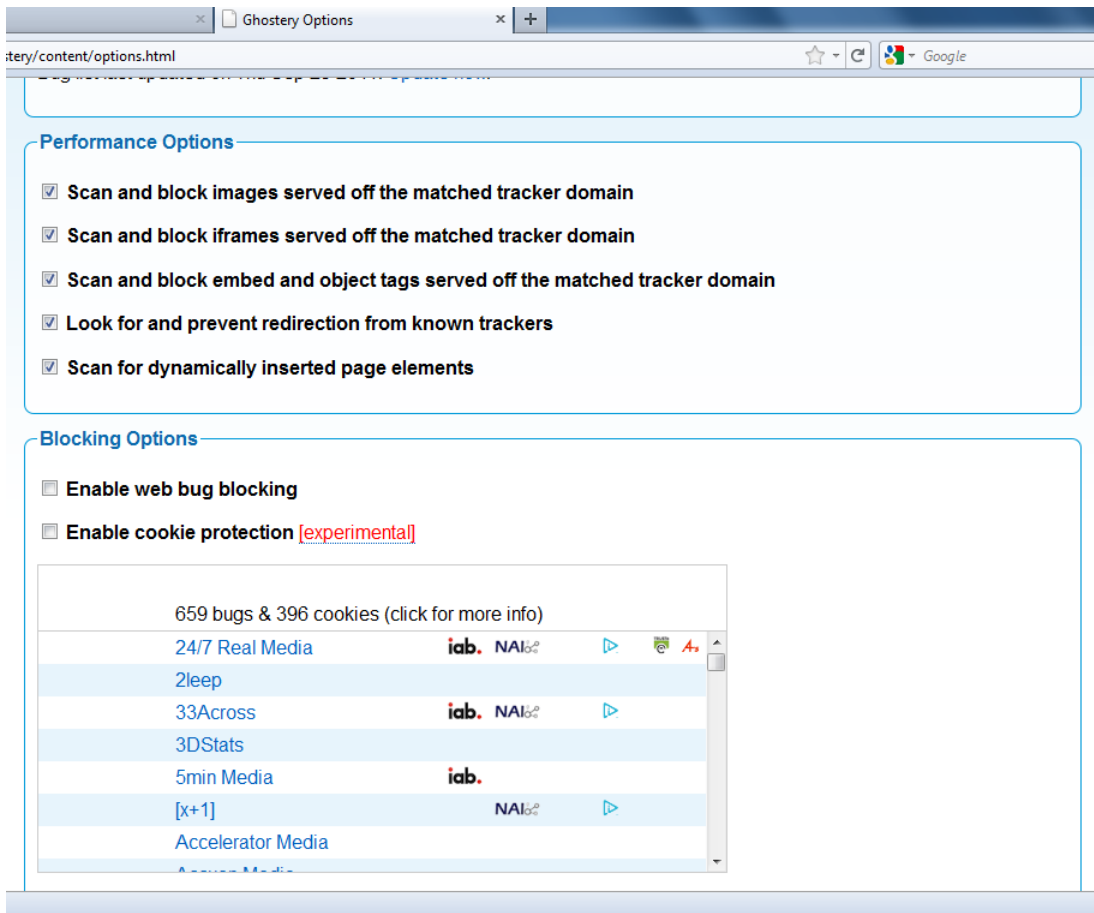 Ghostery Options
stery/content/options.html
Google
Performance Options
Scan and block images served off the matched tracker domain
Scan and block iframes served off the matched tracker domain
Scan and block embed and object tags served off the matched tracker domain
Look for and prevent redirection from known trackers
Scan for dynamically inserted page elements
Blocking Options
Enable web bug blocking
Enable cookie protection [experimental]
659 bugs & 396 cookies (click for more info)
24/7 Real Media iab. NAI
2leep
33Across iab. NAI
3DStats
5min Media iab.
[x+1] NAI
Accelerator Media